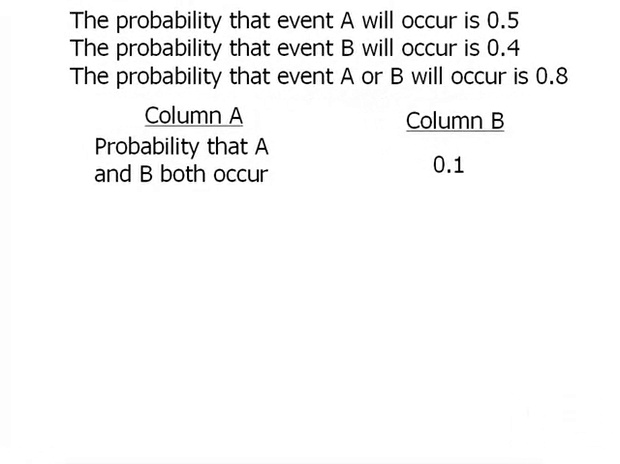 The probability that event A will occur is 0.5
The probability that event B will occur is 0.4
The probability that event A or B will occur is 0.8
Column A
Column B
Probability that A
and B both occur
0.1